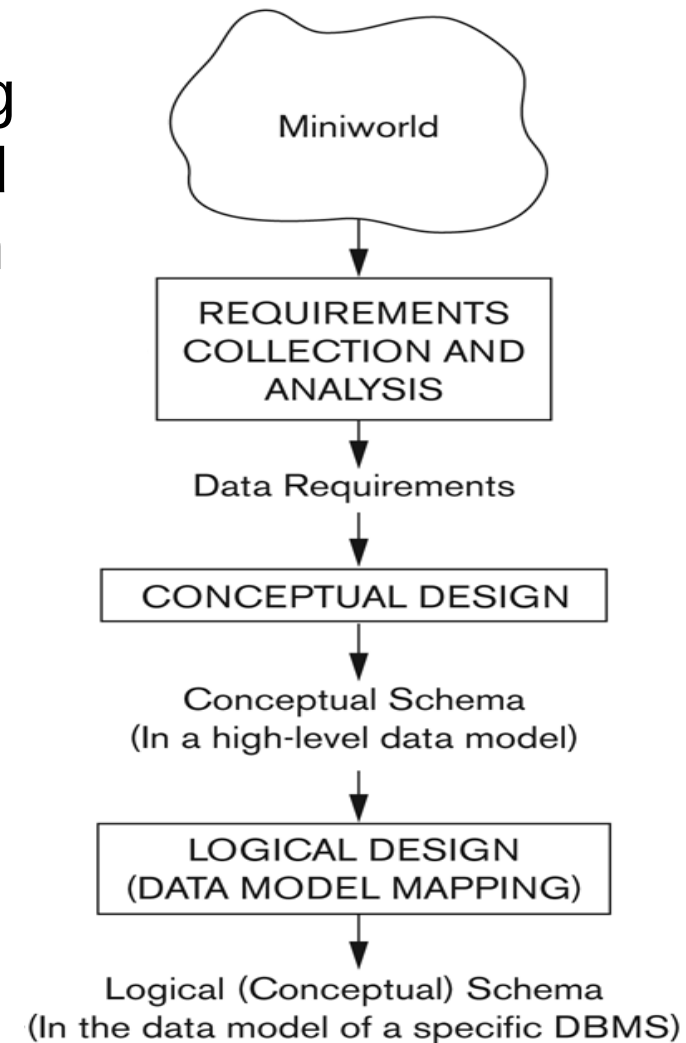 g
Miniworld
REQUIREMENTS
COLLECTION AND
ANALYSIS
Data Requirements
CONCEPTUAL DESIGN
Conceptual Schema
(In a high-level data model)
LOGICAL DESIGN
(DATA MODEL MAPPING)
Logical (Conceptual) Schema
(In the data model of a specific DBMS)